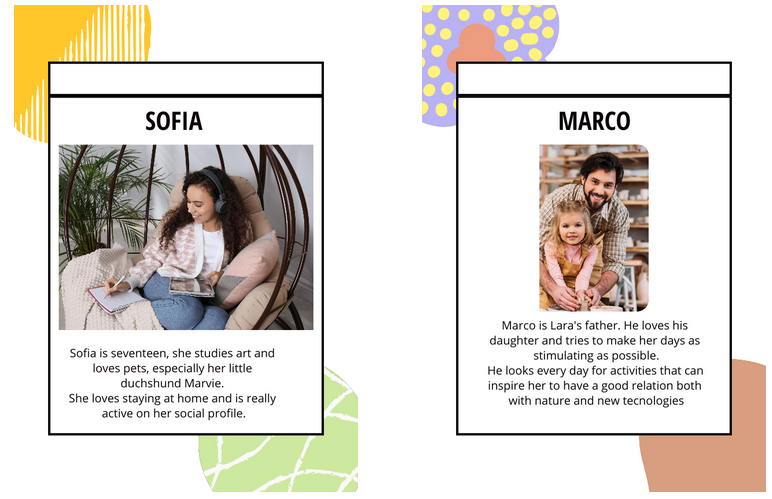 SOFIA
Sofia is seventeen, she studies art and
loves pets, especially her little
duchshund Marvie.
She loves staying at home and is really
active on her social profile.
MARCO
Marco is Lara's father. He loves his
daughter and tries to make her days as
stimulating as possible.
He looks every day for activities that can
inspire her to have a good relation both
with nature and new tecnologies